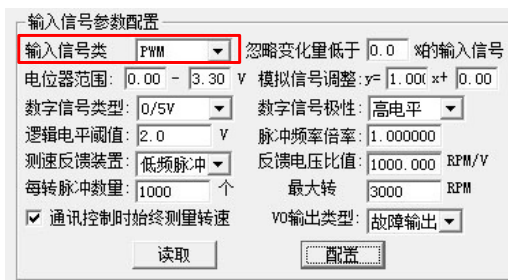 输入信号参数配置
输入信号类 PWM 忽略变化量低于 0.0 %的输入信号
电位器范围: 0.00 - 3.30 V 模拟信号调整:y= 1.00( x+ 0.00
数字信号类型: 0/5V 数字信号极性: 高电平
逻辑电平阈值: 2.0 V 脉冲频率倍率: 1.000000
测速反馈装置: 低频脉冲 反馈电压比值: 1000.000 RPM/V
每转脉冲数量: 1000 个 最大转 3000 RPM
通讯控制时始终测量转速 VO输出类型: 故障输出
读取 配置